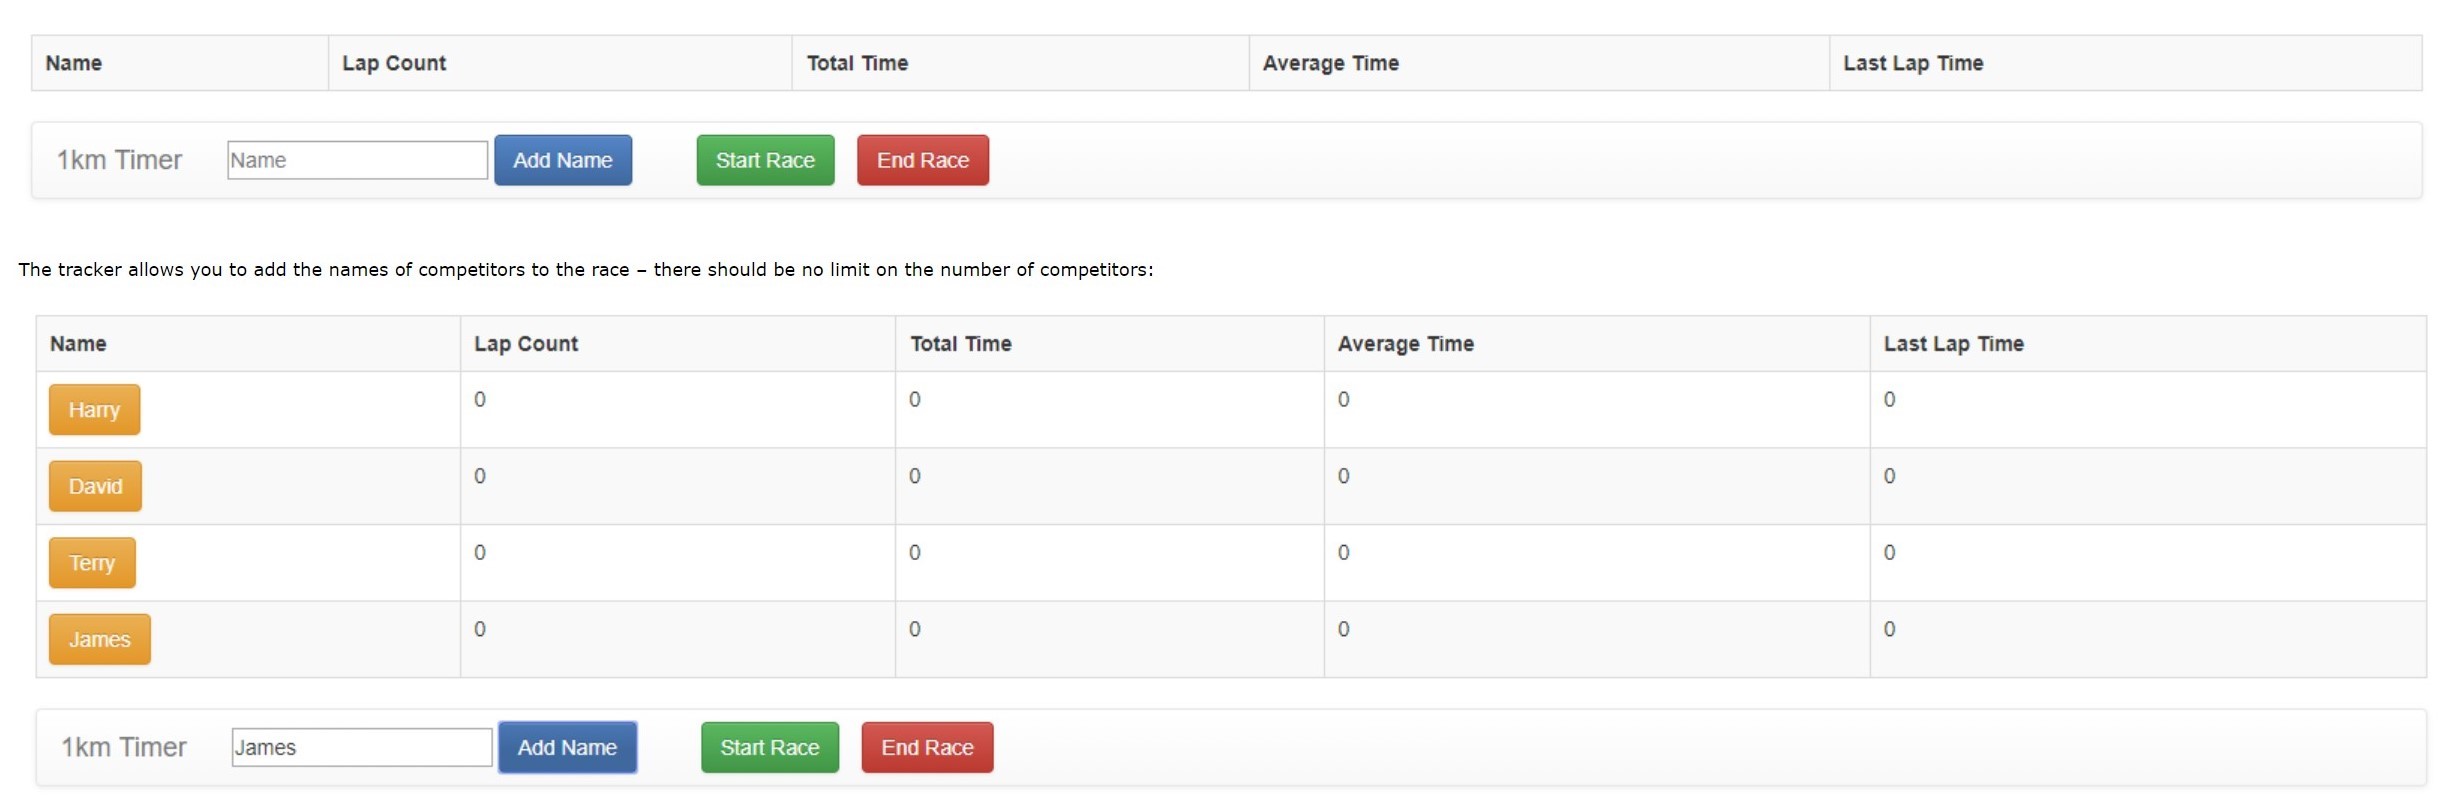 Name Lap Count Total Time Average Time Last Lap Time
1km Timer Name Add Name Start Race End Race
The tracker allows you to add the names of competitors to the race – there should be no limit on the number of competitors:
Name Lap Count Total Time Average Time Last Lap Time
Harry 0 0 0 0
David 0 0 0 0
Terry 0 0 0 0
James 0 0 0 0
1km Timer James Add Name Start Race End Race